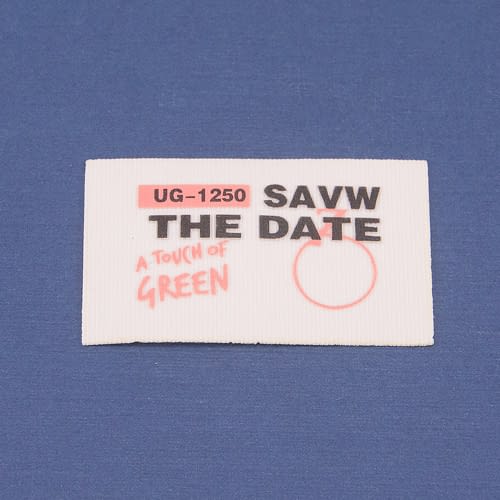 UG-1250 SAVW
THE DATE
A TOUCH OF
GREEN